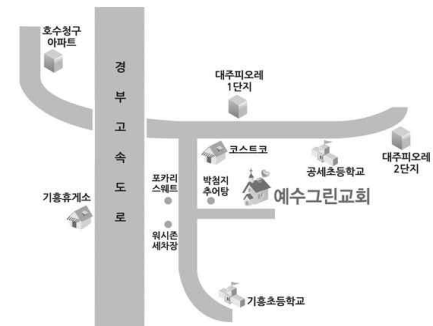 호수청구
아파트
경
부
고
속
도
로
대주피오레
1단지
코스트코
공세초등학교
대주피오레
2단지
포카리
스웨트
박첨지
추어탕
예수그린교회
기흥휴게소
워시존
세차장
기흥초등학교